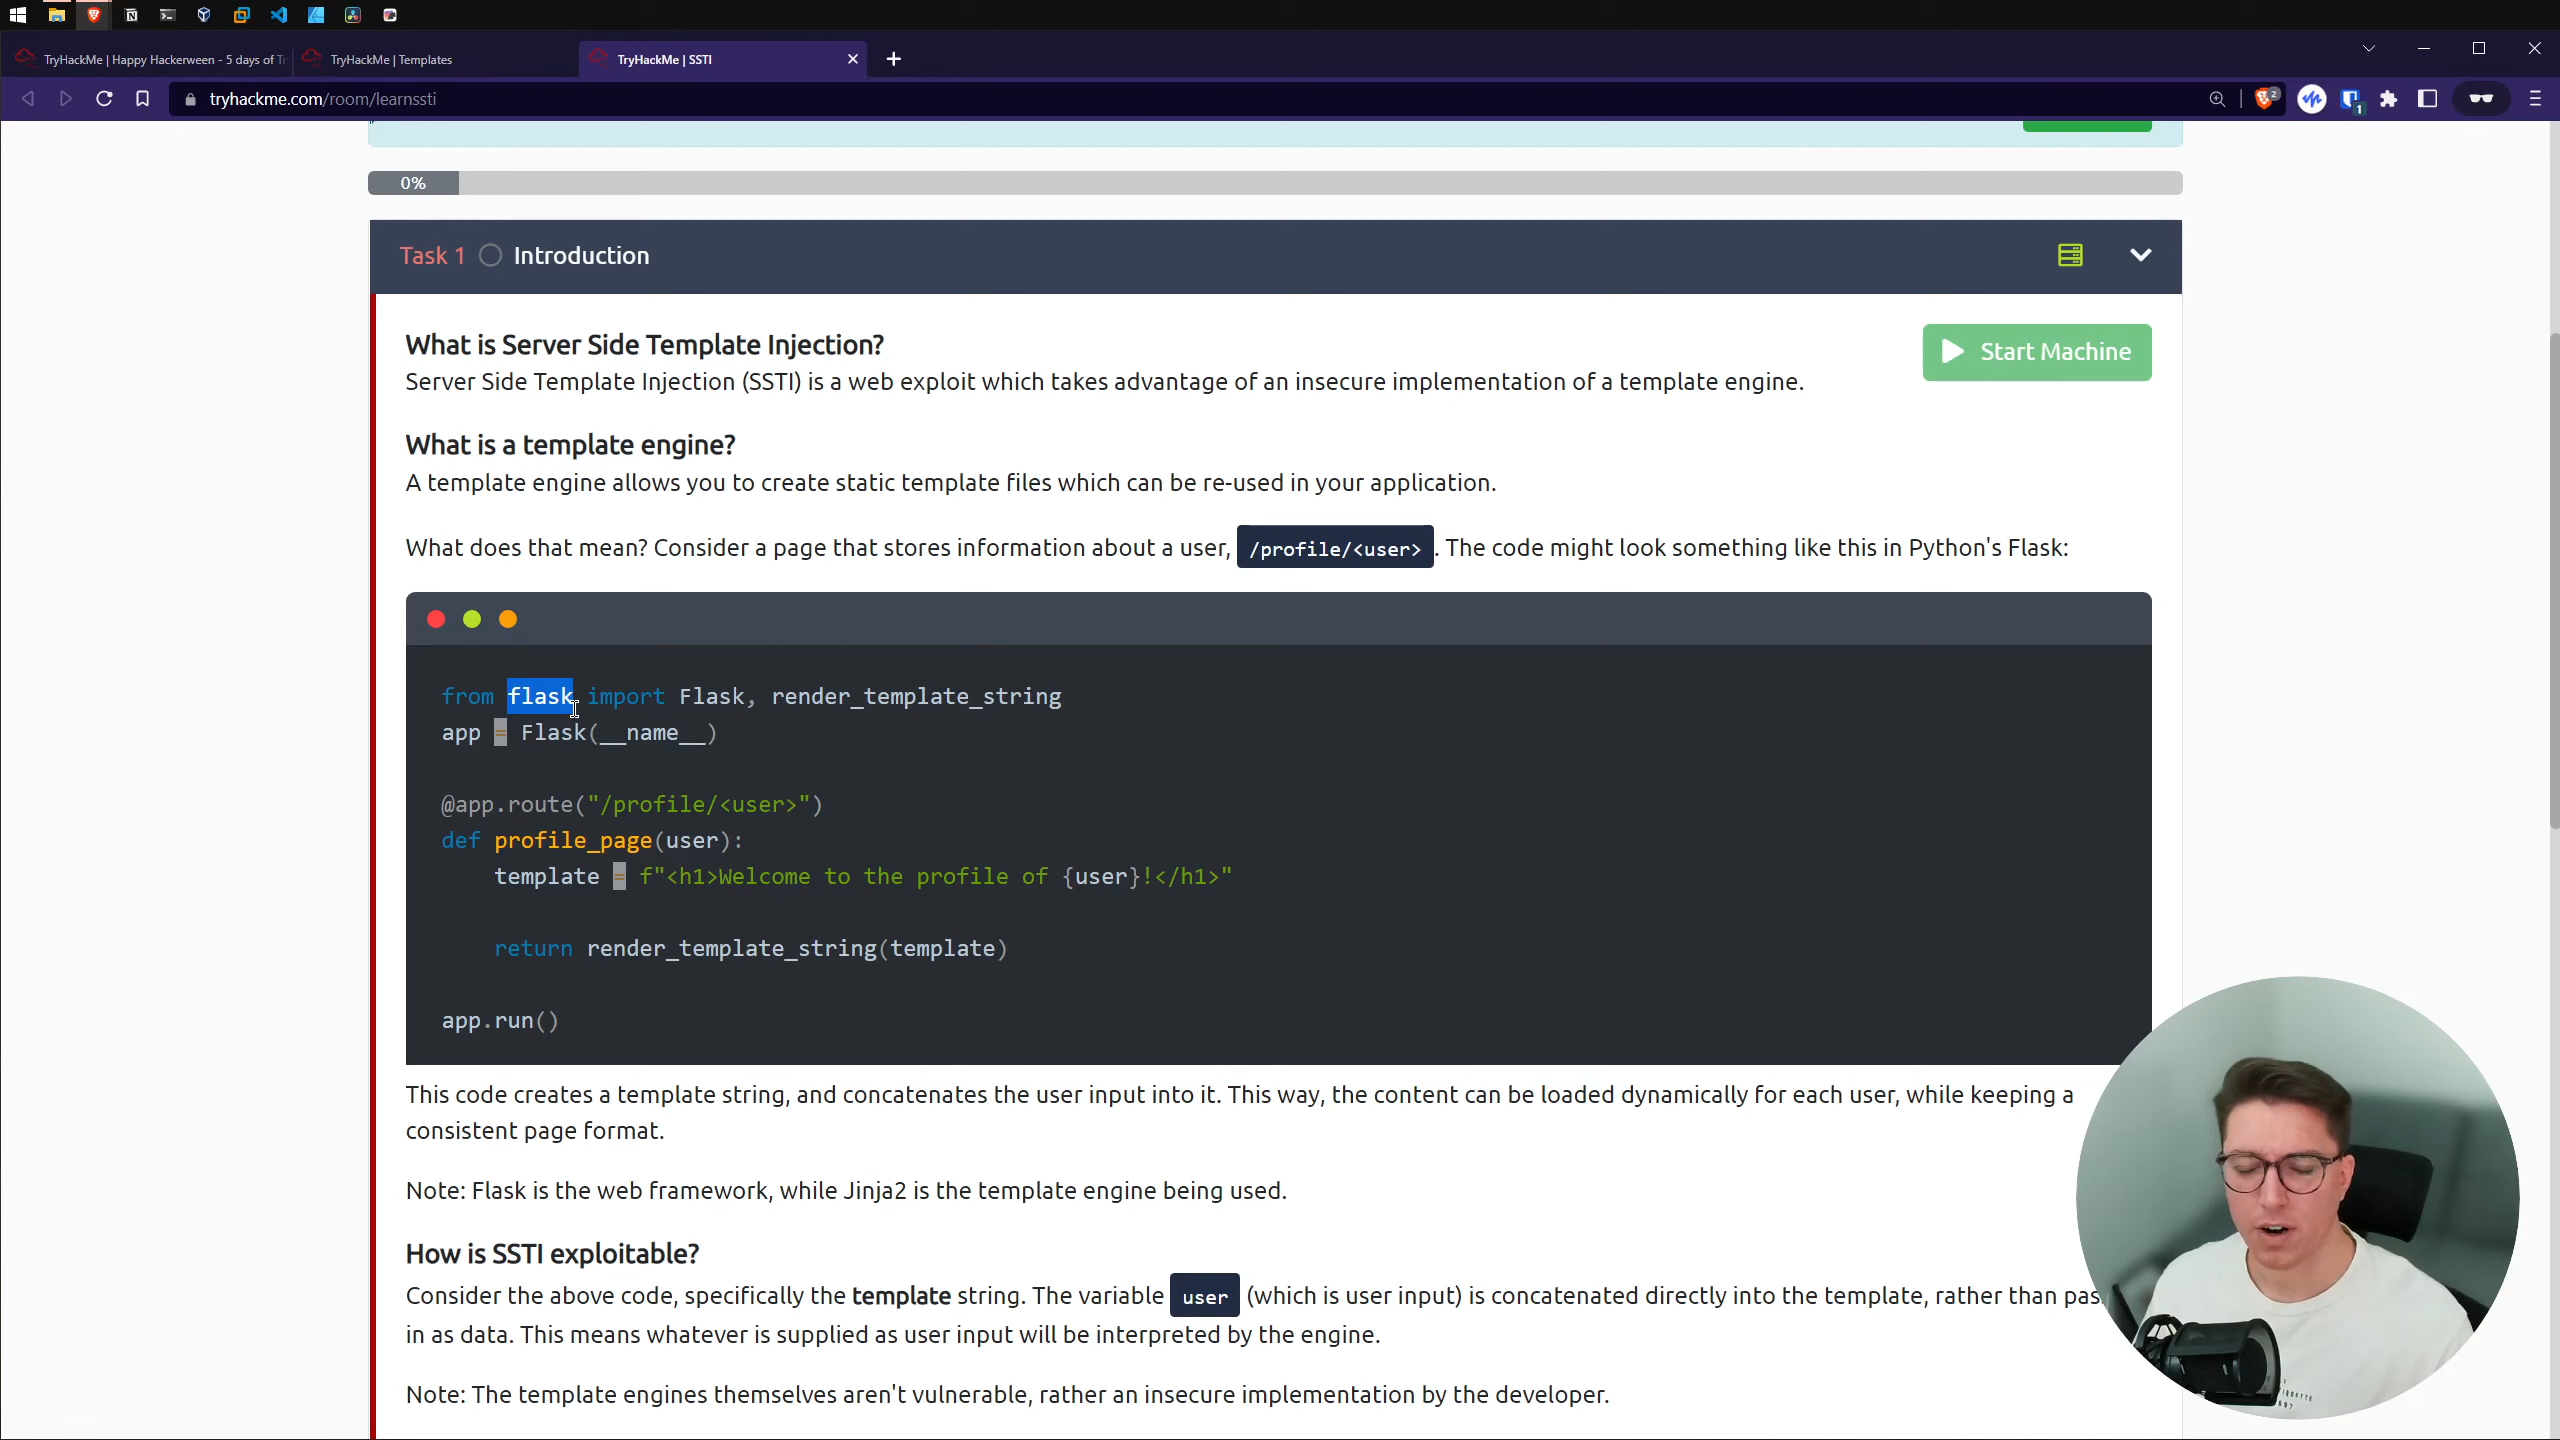 TryHackMe | Happy Hackerween - 5 days of Tr
TryHackMe | Templates
TryHackMe | SSTI
tryhackme.com/room/learnssti
2
1
0%
Task 1 Introduction
What is Server Side Template Injection?
Start Machine
Server Side Template Injection (SSTI) is a web exploit which takes advantage of an insecure implementation of a template engine.
What is a template engine?
A template engine allows you to create static template files which can be re-used in your application.
What does that mean? Consider a page that stores information about a user, /profile/<user> . The code might look something like this in Python's Flask:
from flask import Flask, render_template_string
app = Flask(__name__)
@app.route("/profile/<user>")
def profile_page(user):
    template = f"<h1>Welcome to the profile of {user}!</h1>"
    return render_template_string(template)
app.run()
This code creates a template string, and concatenates the user input into it. This way, the content can be loaded dynamically for each user, while keeping a
consistent page format.
Note: Flask is the web framework, while Jinja2 is the template engine being used.
How is SSTI exploitable?
Consider the above code, specifically the template string. The variable user (which is user input) is concatenated directly into the template, rather than pas
in as data. This means whatever is supplied as user input will be interpreted by the engine.
Note: The template engines themselves aren't vulnerable, rather an insecure implementation by the developer.